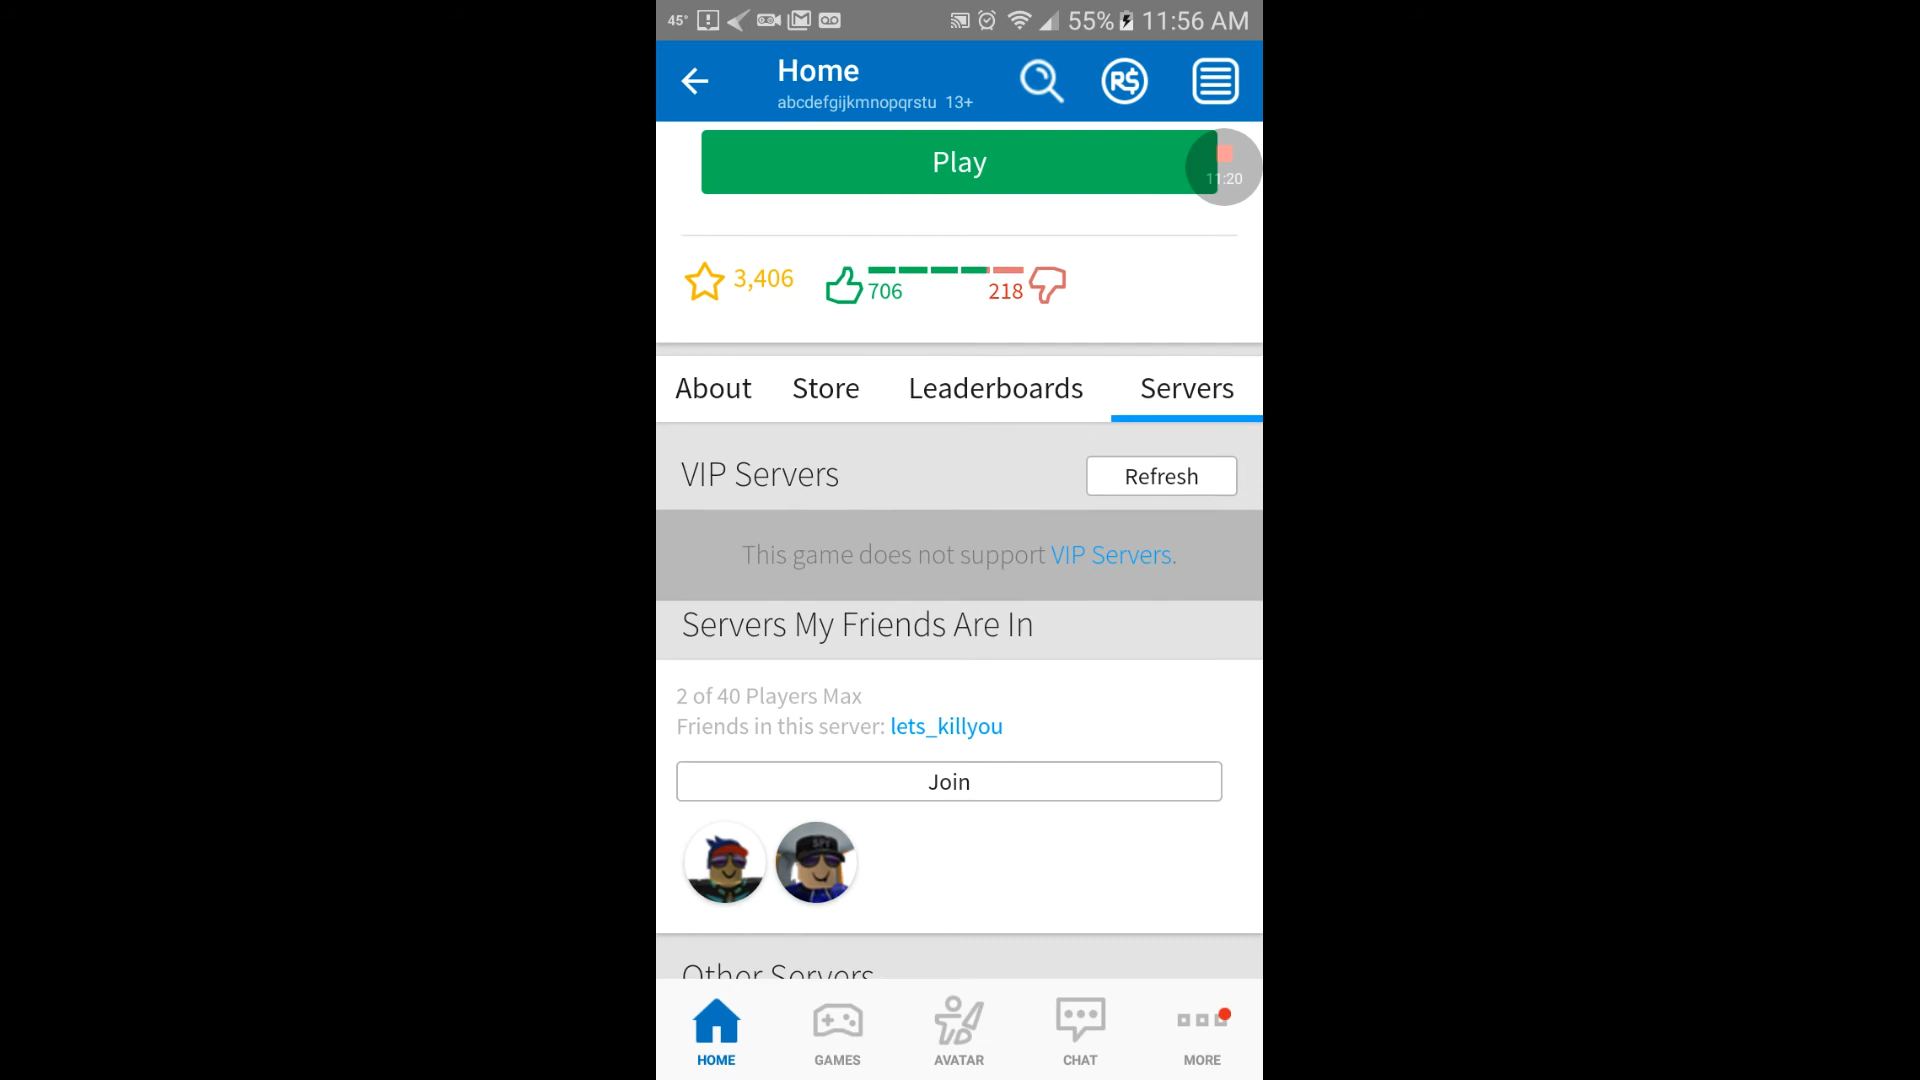 45° 55% 11:56 AM
Home
abcdefgijkmnopqrstu 13+
R$
Play
11:20
3,406
706
218
About Store Leaderboards Servers
VIP Servers
Refresh
This game does not support VIP Servers.
Servers My Friends Are In
2 of 40 Players Max
Friends in this server: lets_killyou
Join
SPY
Other Servers
HOME GAMES AVATAR CHAT MORE